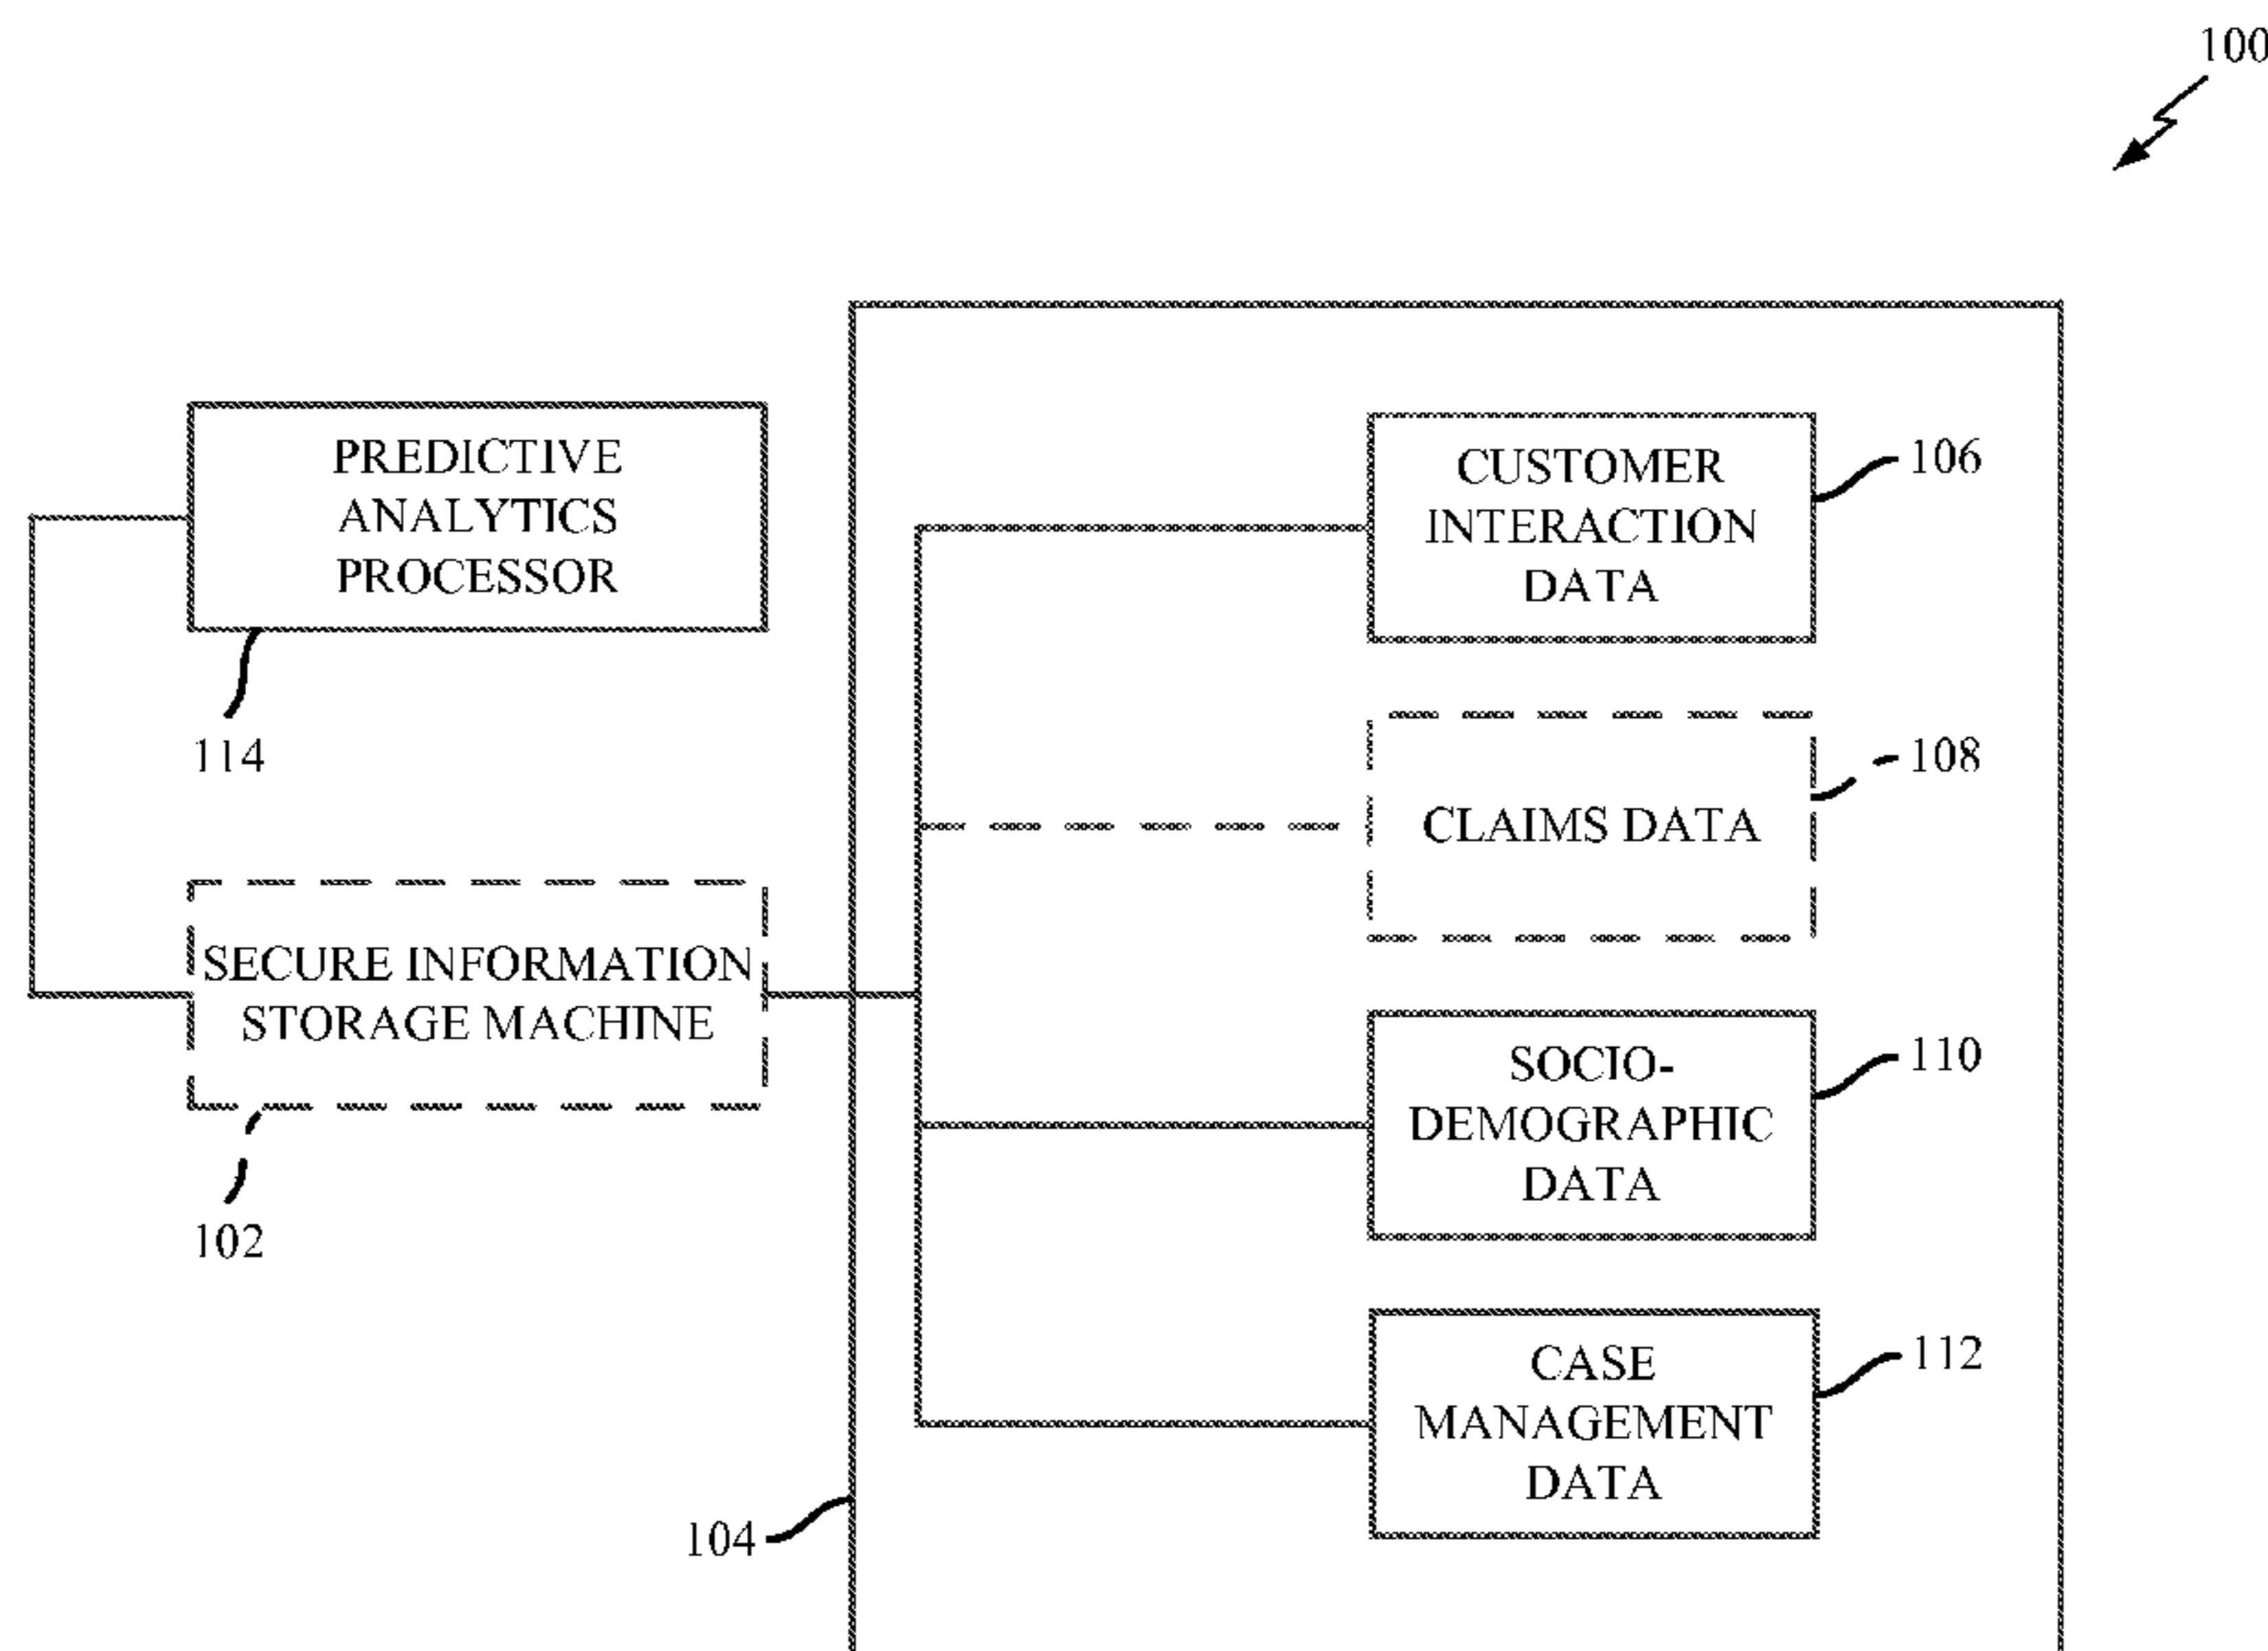 100
PREDICTIVE
ANALYTICS
PROCESSOR
114
SECURE INFORMATION
STORAGE MACHINE
102
104
CUSTOMER
INTERACTION
DATA
106
CLAIMS DATA
108
SOCIO-
DEMOGRAPHIC
DATA
110
CASE
MANAGEMENT
DATA
112